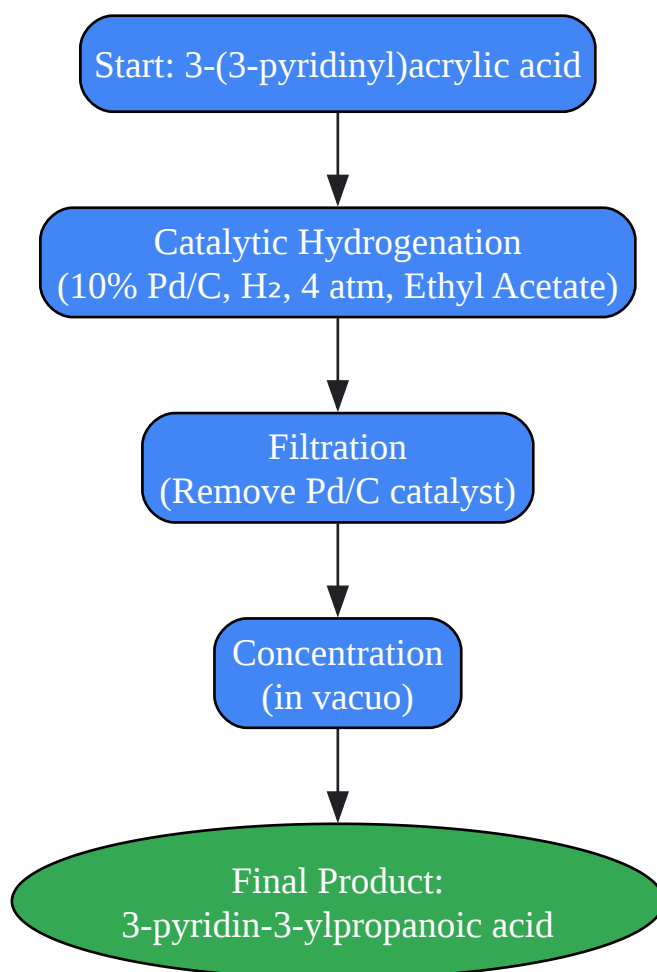 Start: 3-(3-pyridinyl)acrylic acid
Catalytic Hydrogenation
(10% Pd/C, H₂, 4 atm, Ethyl Acetate)
Filtration
(Remove Pd/C catalyst)
Concentration
(in vacuo)
Final Product:
3-pyridin-3-ylpropanoic acid